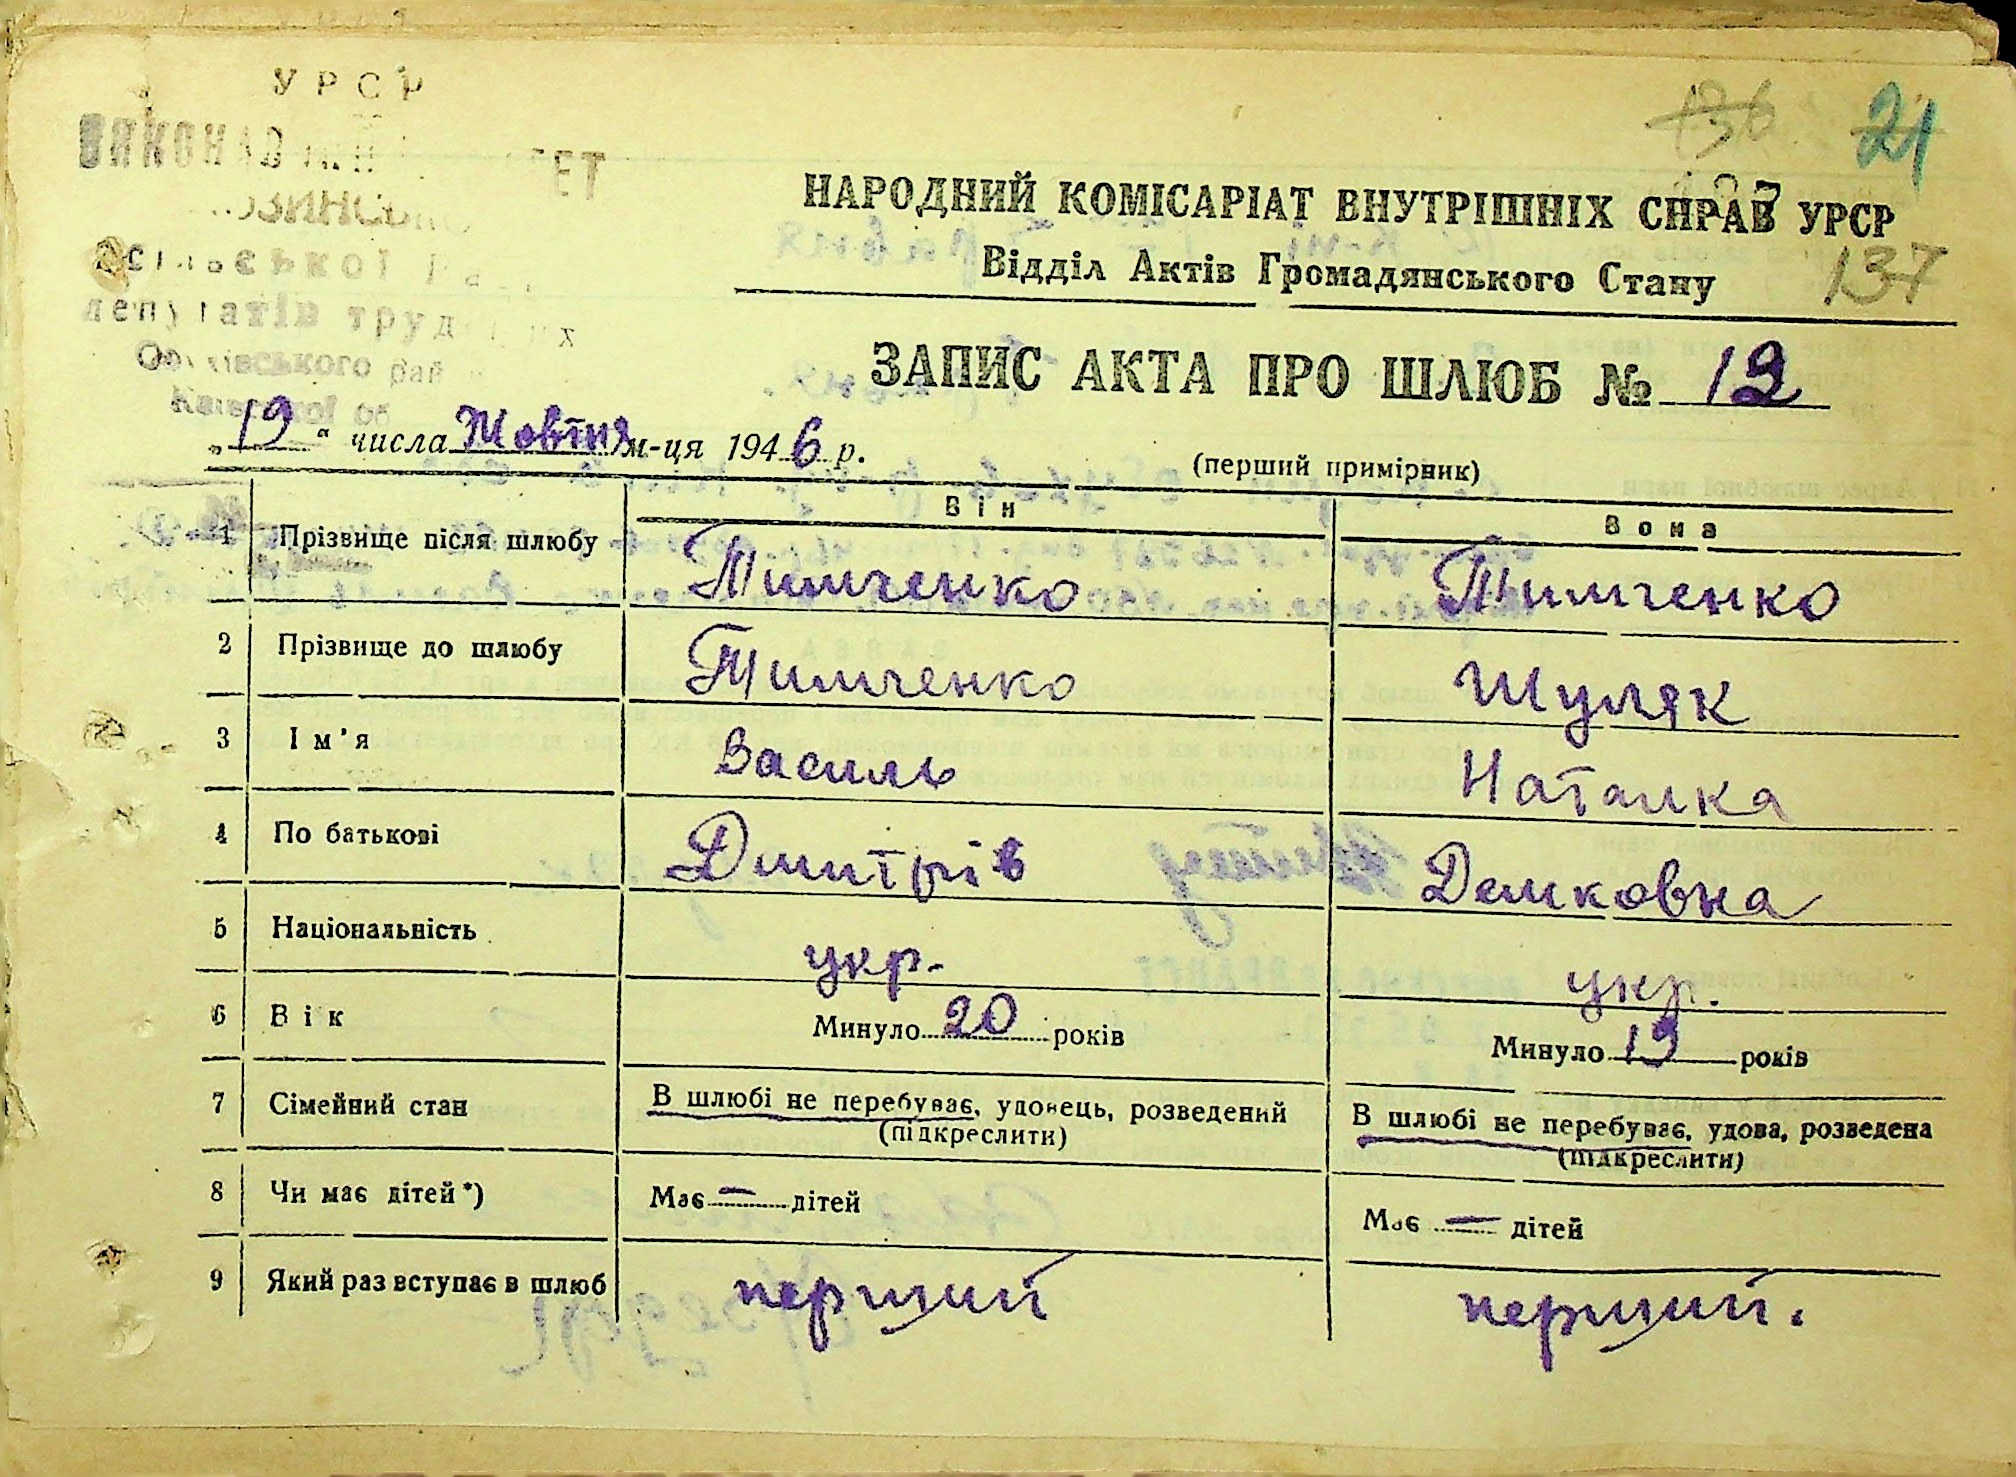 УРСР
136 21
НАРОДНИЙ КОМІСАРІАТ ВНУТРІШНІХ СПРАВ УРСР
Відділ Актів Громадянського Стану 137
депутатів
ЗАПИС АКТА ПРО ШЛЮБ № 12
„19“ числа Жовтня м-ця 1946 р.
(перший примірник)
Він Вона
1 Прізвище після шлюбу Тимченко Тимченко
2 Прізвище до шлюбу Тимченко Шуляк
3 Ім'я Василь Наталка
4 По батькові Дмитрів Демковна
5 Національність укр. укр.
6 Вік Минуло 20 років Минуло 19 років
7 Сімейний стан В шлюбі не перебуває, удовець, розведений В шлюбі не перебуває, удова, розведена
(підкреслити) (підкреслити)
8 Чи має дітей*) Має — дітей Має — дітей
9 Який раз вступає в шлюб перший перший.